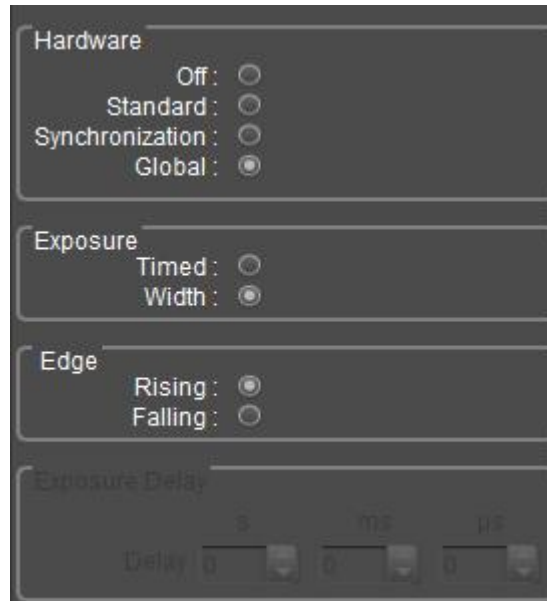 Hardware
Off :
Standard :
Synchronization :
Global :
Exposure
Timed :
Width :
Edge
Rising :
Falling :
Exposure Delay
s ms µs
Delay 0 0 0